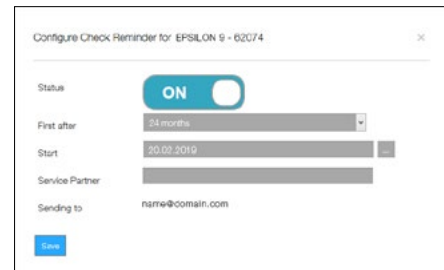 Configure Check Reminder for EPSILON 9 - 62074 ×
Status ON
First after 24 months
Start 20.02.2019 ...
Service Partner
Sending to name@comain.com
Save